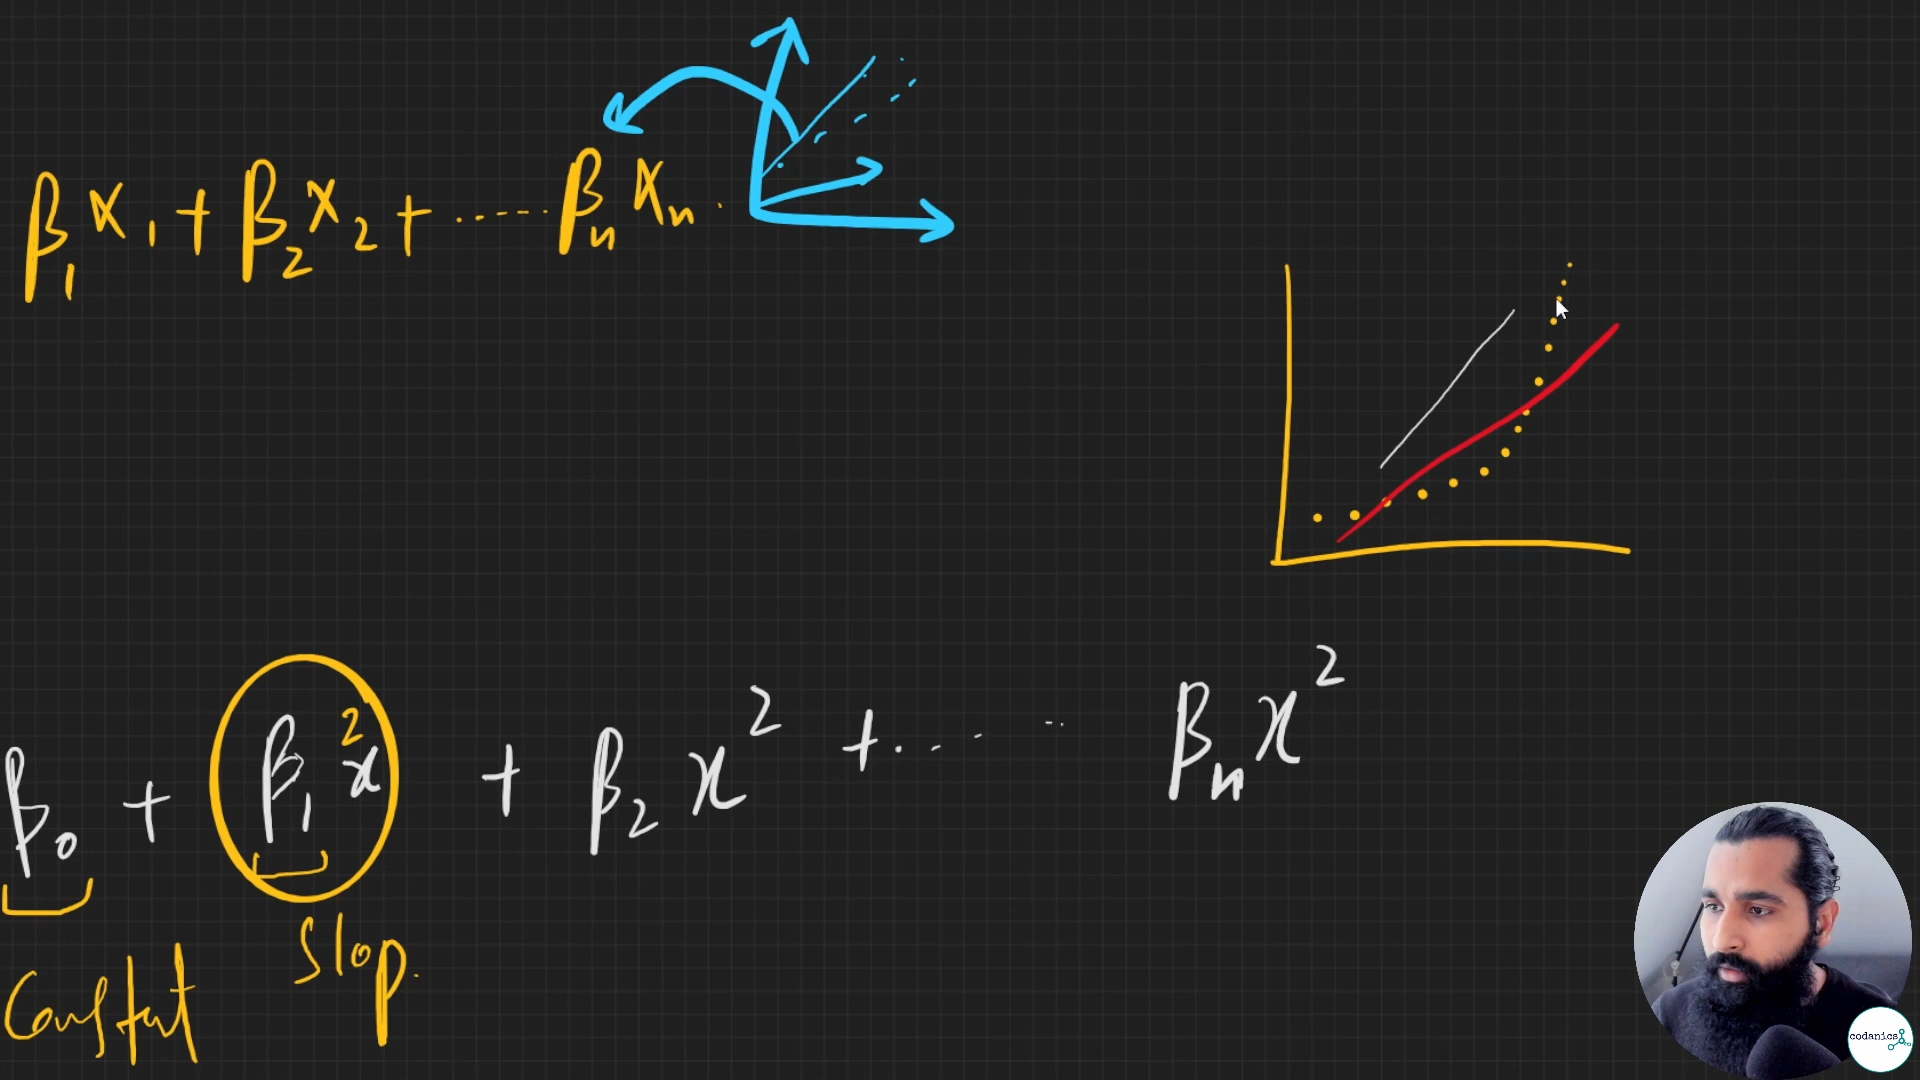 β₁x₁ + β₂x₂ + ...... βₙxₙ.
β₀ + β₁x² + β₂x² + .... βₙx²
Slop.
Constant
codanics